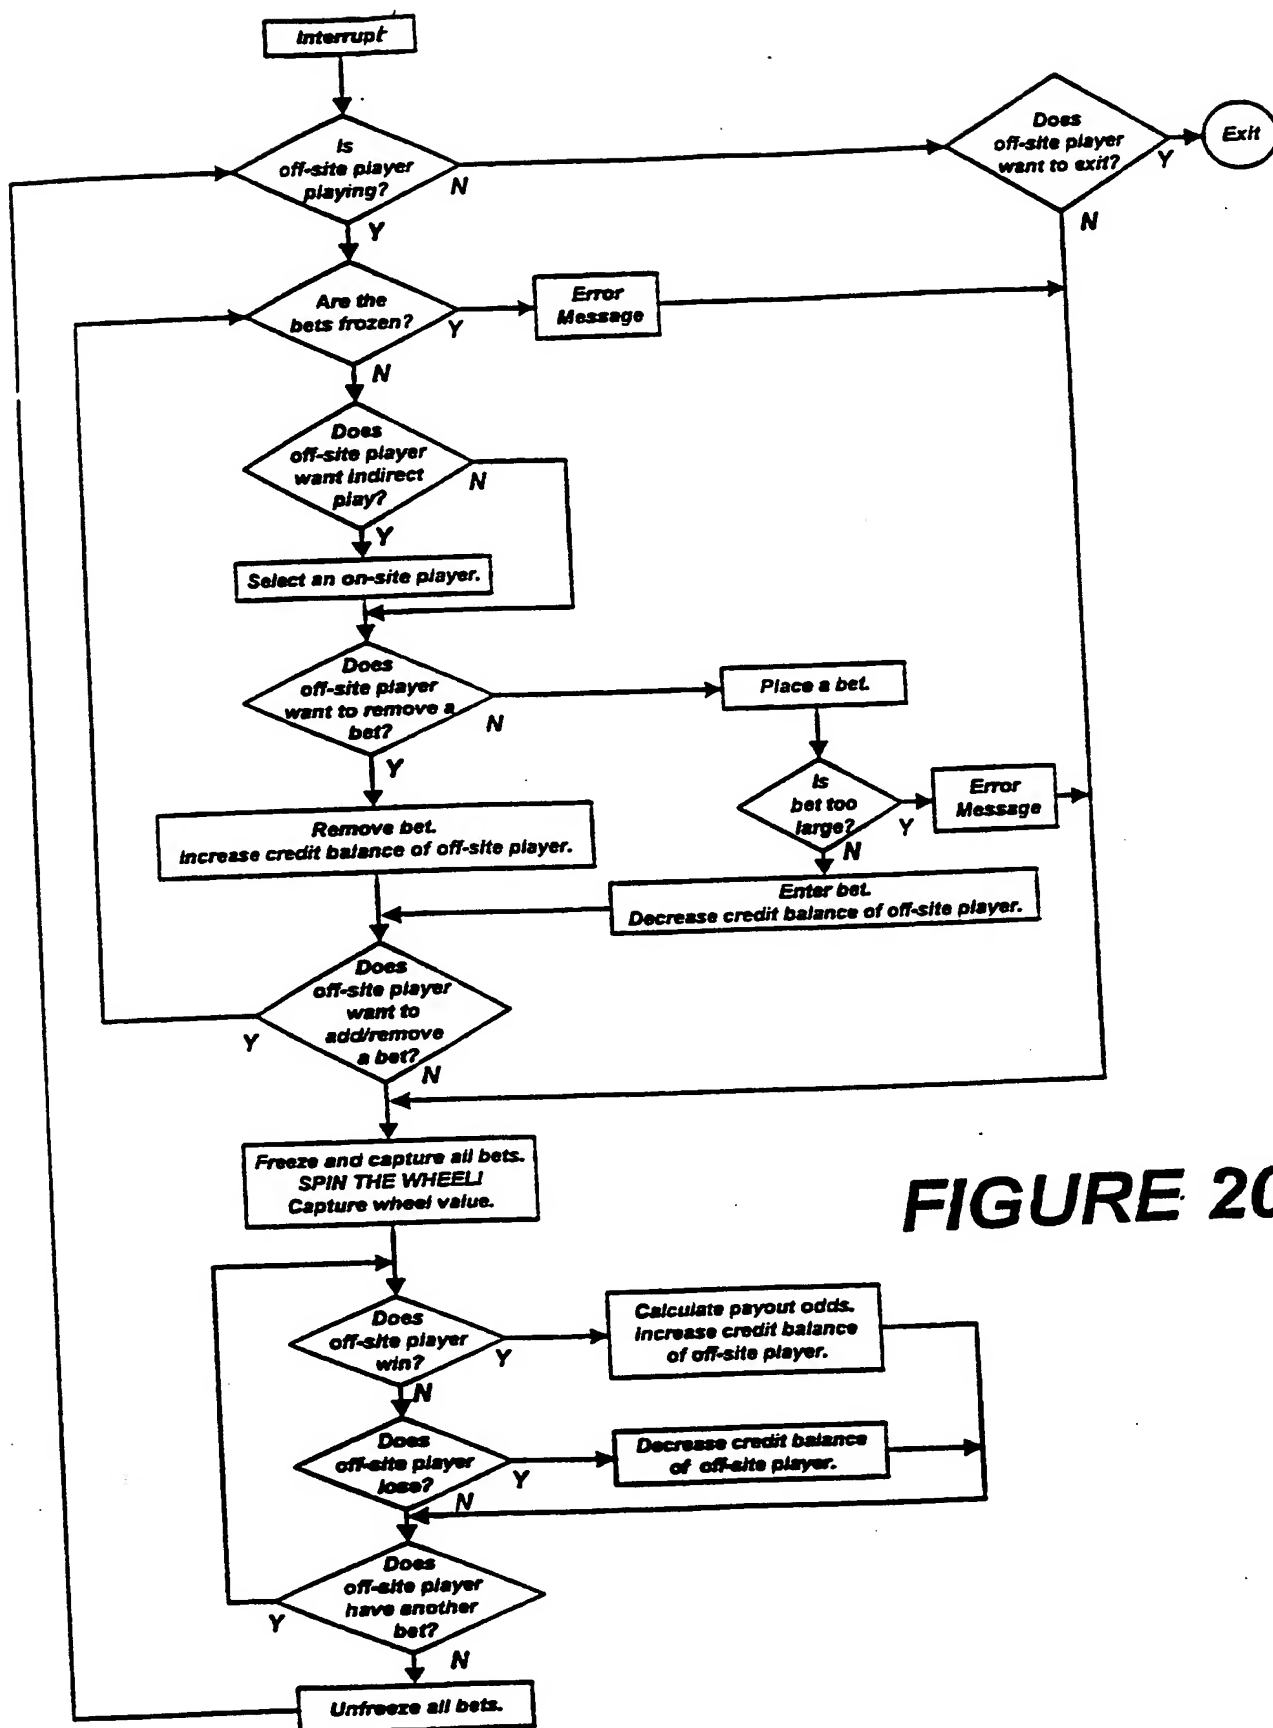 Interrupt
Is
off-site player
playing?
N
Y
Does
off-site player
want to exit?
Y
N
Exit
Are the
bets frozen?
Y
N
Error
Message
Does
off-site player
want indirect
play?
N
Y
Select an on-site player.
Does
off-site player
want to remove a
bet?
N
Y
Place a bet.
Is
bet too
large?
Y
N
Error
Message
Remove bet.
Increase credit balance of off-site player.
Enter bet.
Decrease credit balance of off-site player.
Does
off-site player
want to
add/remove
a bet?
Y
N
Freeze and capture all bets.
SPIN THE WHEEL!
Capture wheel value.
FIGURE 20
Does
off-site player
win?
Y
N
Calculate payout odds.
Increase credit balance
of off-site player.
Does
off-site player
lose?
Y
N
Decrease credit balance
of off-site player.
Does
off-site player
have another
bet?
Y
N
Unfreeze all bets.